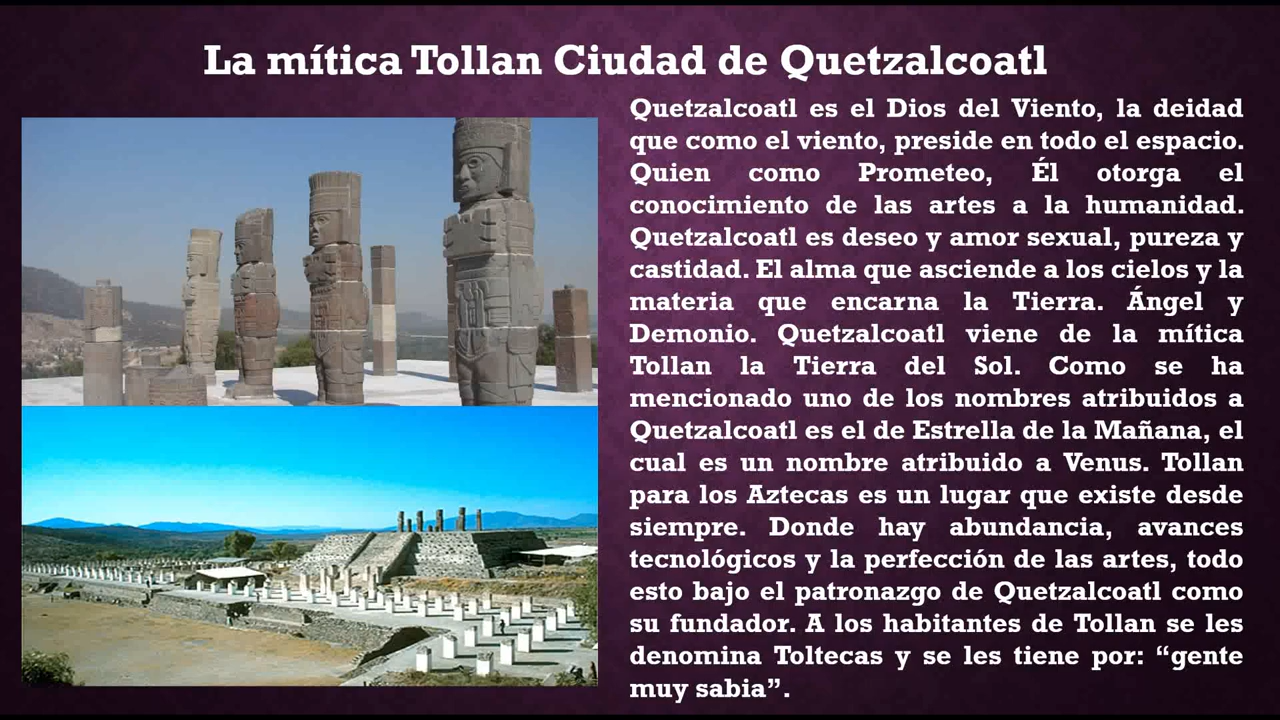 La mítica Tollan Ciudad de Quetzalcoatl
Quetzalcoatl es el Dios del Viento, la deidad
que como el viento, preside en todo el espacio.
Quien como Prometeo, Él otorga el
conocimiento de las artes a la humanidad.
Quetzalcoatl es deseo y amor sexual, pureza y
castidad. El alma que asciende a los cielos y la
materia que encarna la Tierra. Ángel y
Demonio. Quetzalcoatl viene de la mítica
Tollan la Tierra del Sol. Como se ha
mencionado uno de los nombres atribuidos a
Quetzalcoatl es el de Estrella de la Mañana, el
cual es un nombre atribuido a Venus. Tollan
para los Aztecas es un lugar que existe desde
siempre. Donde hay abundancia, avances
tecnológicos y la perfección de las artes, todo
esto bajo el patronazgo de Quetzalcoatl como
su fundador. A los habitantes de Tollan se les
denomina Toltecas y se les tiene por: “gente
muy sabia”.